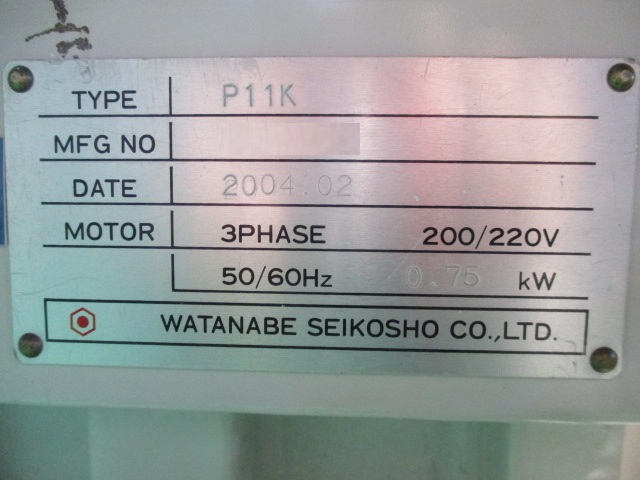 TYPE P11K
MFG NO
DATE 2004.02
MOTOR 3PHASE 200/220V
50/60Hz 0.75 kW
WATANABE SEIKOSHO CO.,LTD.